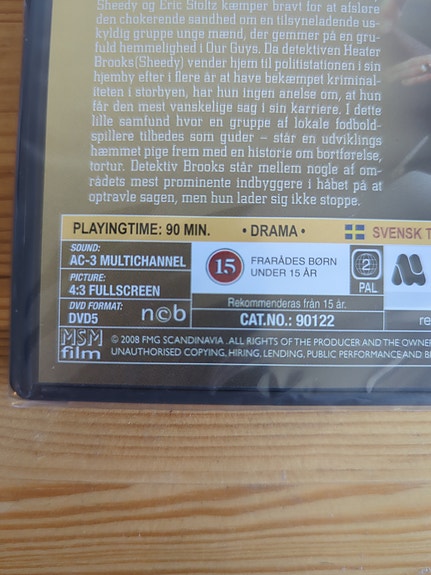 Sheedy og Eric Stoltz kæmper bravt for at afsløre
den chokerende sandhed om en tilsyneladende us-
kyldig gruppe unge mænd, der gemmer på en gru-
fuld hemmelighed i Our Guys. Da detektiven Heater
Brooks(Sheedy) vender hjem til politistationen i sin
hjemby efter i flere år at have bekæmpet kriminal-
iteten i storbyen, har hun ingen anelse om, at hun
får den mest vanskelige sag i sin karriere. I dette
lille samfund hvor en gruppe af lokale fodbold-
spillere tilbedes som guder – står en udviklings
hæmmet pige frem med en historie om bortførelse,
tortur. Detektiv Brooks står mellem nogle af om-
rådets mest prominente indbyggere i håbet på at
optravle sagen, men hun lader sig ikke stoppe.
PLAYINGTIME: 90 MIN. • DRAMA • SVENSK T
SOUND:
AC-3 MULTICHANNEL
PICTURE:
4:3 FULLSCREEN
DVD FORMAT:
DVD5
ncb
15
FRARÅDES BØRN
UNDER 15 ÅR
2
PAL
Rekommenderas från 15 år.
CAT.NO.: 90122
re
MSM
film
© 2008 FMG SCANDINAVIA .ALL RIGHTS OF THE PRODUCER AND THE OWNER
UNAUTHORISED COPYING, HIRING, LENDING, PUBLIC PERFORMANCE AND B